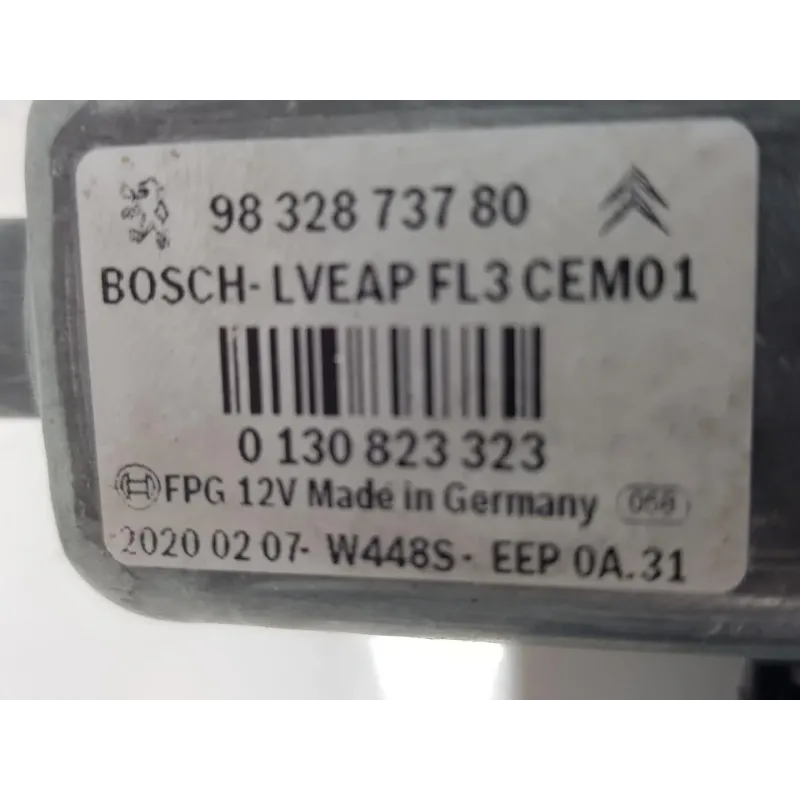 98 328 737 80
BOSCH- LVEAP FL3 CEM01
0 130 823 323
FPG 12V Made in Germany 058
2020 02 07- W448S - EEP 0A.31